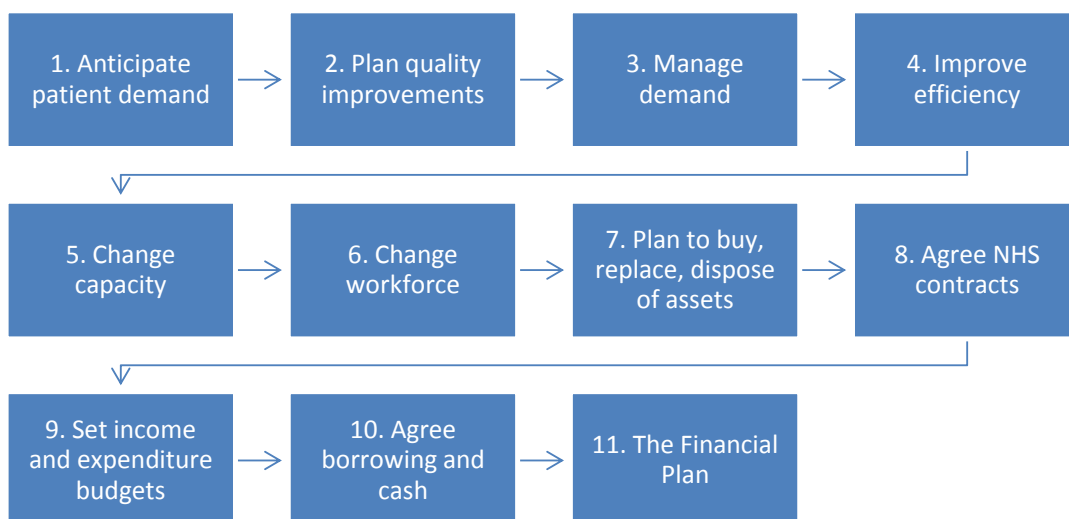 1. Anticipate
patient demand
2. Plan quality
improvements
3. Manage
demand
4. Improve
efficiency
5. Change
capacity
6. Change
workforce
7. Plan to buy,
replace, dispose
of assets
8. Agree NHS
contracts
9. Set income
and expenditure
budgets
10. Agree
borrowing and
cash
11. The Financial
Plan